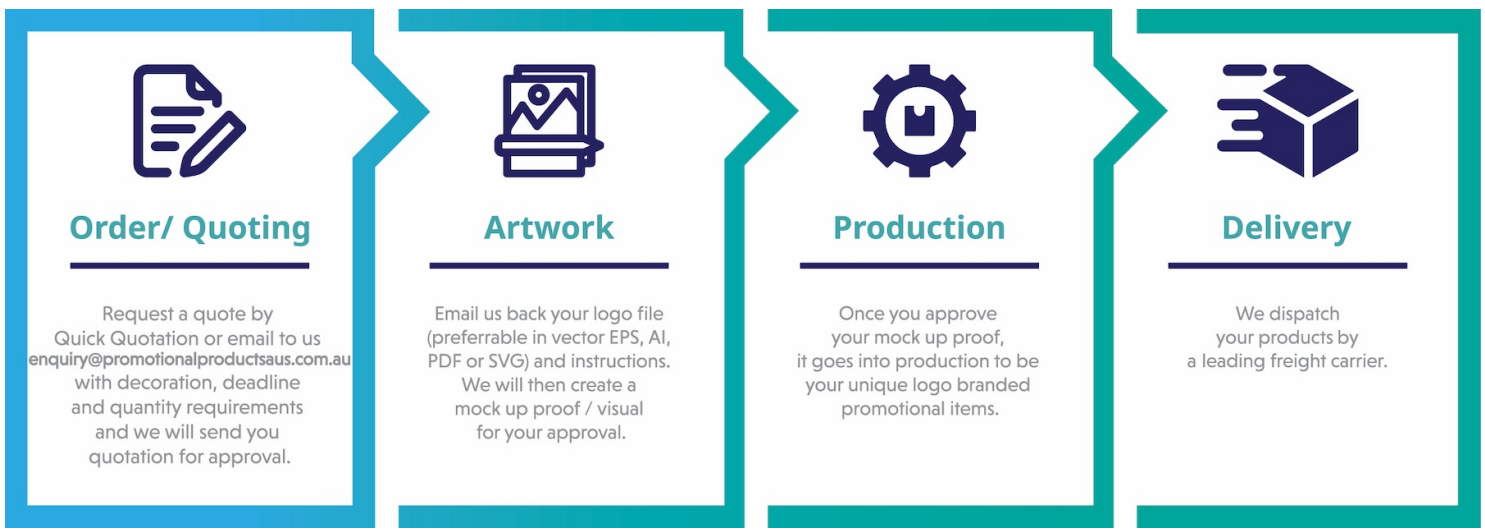 Order/ Quoting
Request a quote by
Quick Quotation or email to us
enquiry@promotionalproductsaus.com.au
with decoration, deadline
and quantity requirements
and we will send you
quotation for approval.
Artwork
Email us back your logo file
(preferrable in vector EPS, AI,
PDF or SVG) and instructions.
We will then create a
mock up proof / visual
for your approval.
Production
Once you approve
your mock up proof,
it goes into production to be
your unique logo branded
promotional items.
Delivery
We dispatch
your products by
a leading freight carrier.